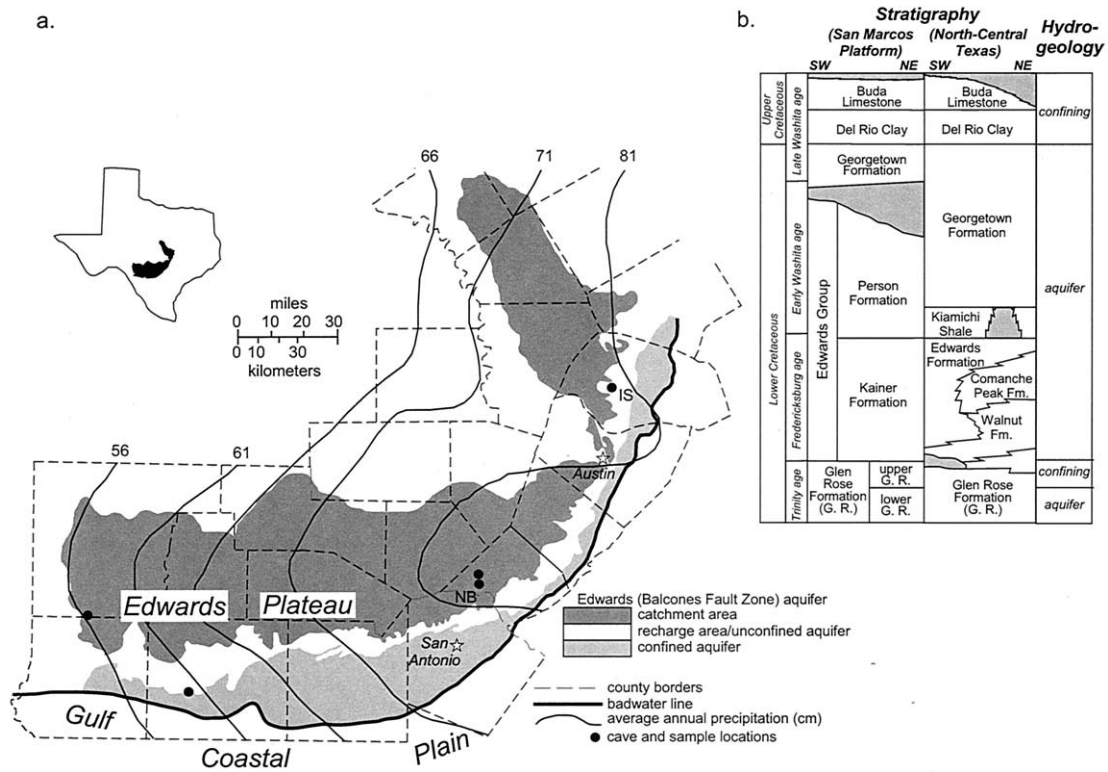 a.
66
71
81
miles
0 10 20 30
0 10 30
kilometers
56
61
IS
Austin
NB
Edwards
Plateau
San
Antonio
Gulf
Coastal
Plain
Edwards (Balcones Fault Zone) aquifer
catchment area
recharge area/unconfined aquifer
confined aquifer
county borders
badwater line
average annual precipitation (cm)
cave and sample locations
b.
Stratigraphy
(San Marcos
Platform)
(North-Central
Texas)
Hydro-
geology
SW NE
SW NE
Upper
Cretaceous
Lower Cretaceous
Late Washita age
Early Washita age
Fredericksburg age
Trinity age
Buda
Limestone
Del Rio Clay
Georgetown
Formation
Edwards Group
Person
Formation
Kainer
Formation
Glen
Rose
Formation
(G. R.)
upper
G. R.
lower
G. R.
Buda
Limestone
Del Rio Clay
Georgetown
Formation
Kiamichi
Shale
Edwards
Formation
Comanche
Peak Fm.
Walnut
Fm.
Glen Rose
Formation
(G. R.)
confining
aquifer
confining
aquifer